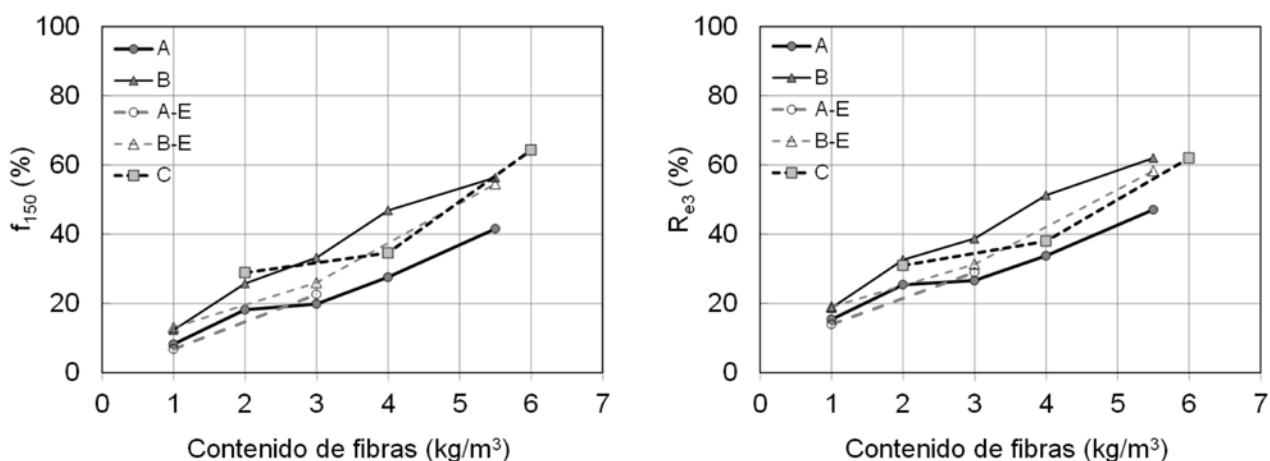 100
80
60
40
20
0
f₁₅₀ (%)
A
B
A-E
B-E
C
0 1 2 3 4 5 6 7
Contenido de fibras (kg/m³)
100
80
60
40
20
0
Rₑ₃ (%)
A
B
A-E
B-E
C
0 1 2 3 4 5 6 7
Contenido de fibras (kg/m³)